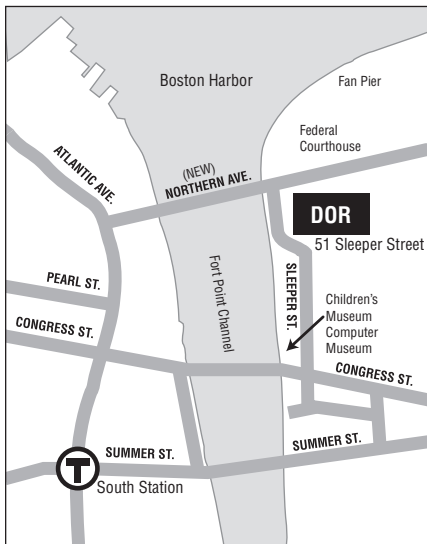 Boston Harbor
Fan Pier
Federal
Courthouse
ATLANTIC AVE.
(NEW)
NORTHERN AVE.
DOR
51 Sleeper Street
PEARL ST.
Fort Point Channel
SLEEPER ST.
Children's
Museum
Computer
Museum
CONGRESS ST.
CONGRESS ST.
SUMMER ST.
SUMMER ST.
T
South Station